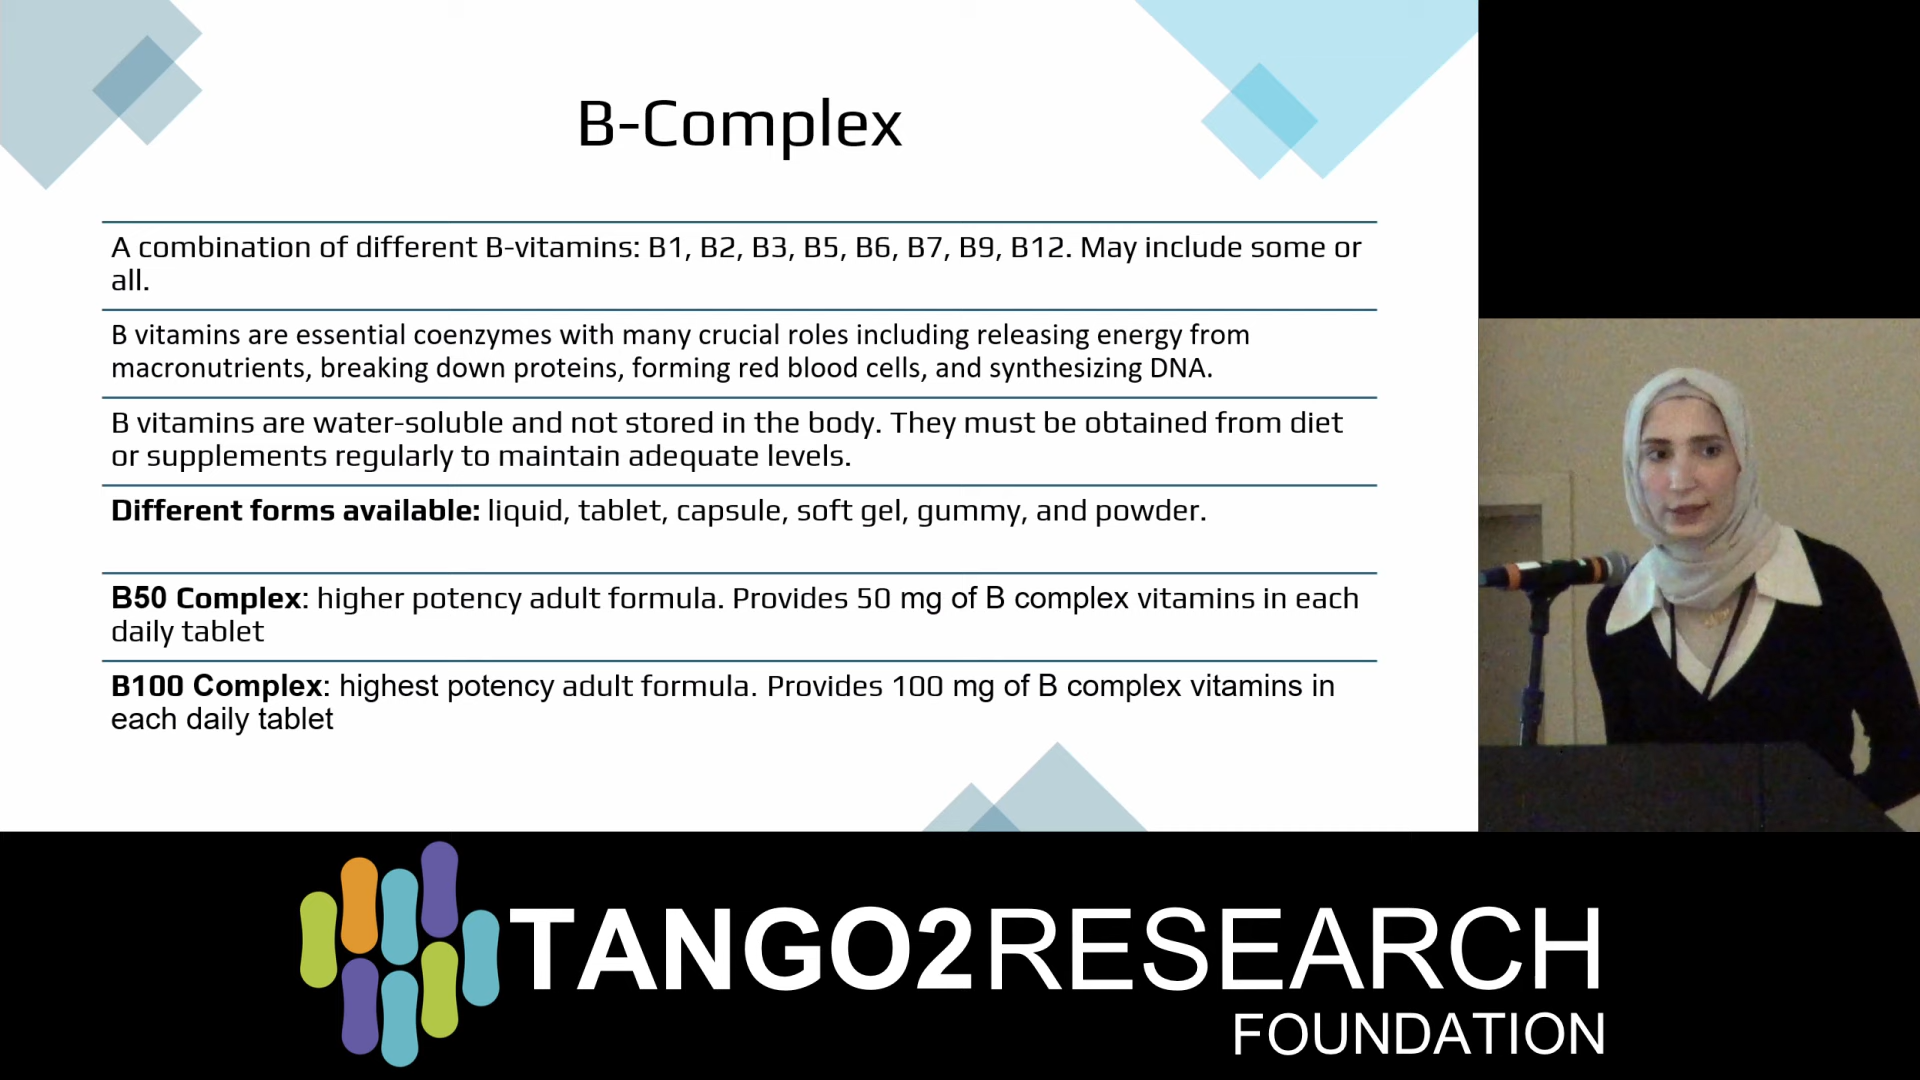 B-Complex
A combination of different B-vitamins: B1, B2, B3, B5, B6, B7, B9, B12. May include some or
all.
B vitamins are essential coenzymes with many crucial roles including releasing energy from
macronutrients, breaking down proteins, forming red blood cells, and synthesizing DNA.
B vitamins are water-soluble and not stored in the body. They must be obtained from diet
or supplements regularly to maintain adequate levels.
Different forms available: liquid, tablet, capsule, soft gel, gummy, and powder.
B50 Complex: higher potency adult formula. Provides 50 mg of B complex vitamins in each
daily tablet
B100 Complex: highest potency adult formula. Provides 100 mg of B complex vitamins in
each daily tablet
TANGO2RESEARCH
FOUNDATION